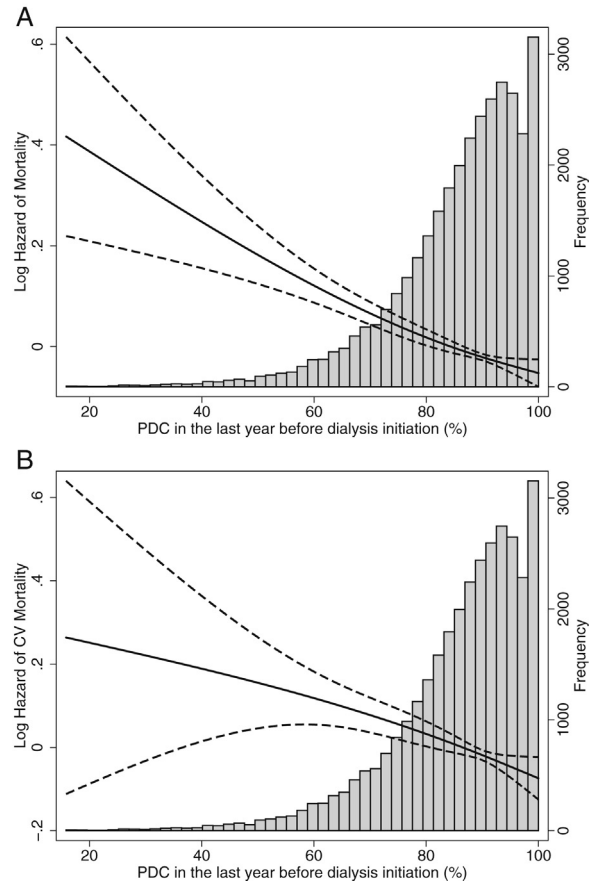 A
.6
.4
.2
0
Log Hazard of Mortality
3000
2000
1000
0
Frequency
20 40 60 80 100
PDC in the last year before dialysis initiation (%)
B
.6
.4
.2
0
-.2
Log Hazard of CV Mortality
3000
2000
1000
0
Frequency
20 40 60 80 100
PDC in the last year before dialysis initiation (%)